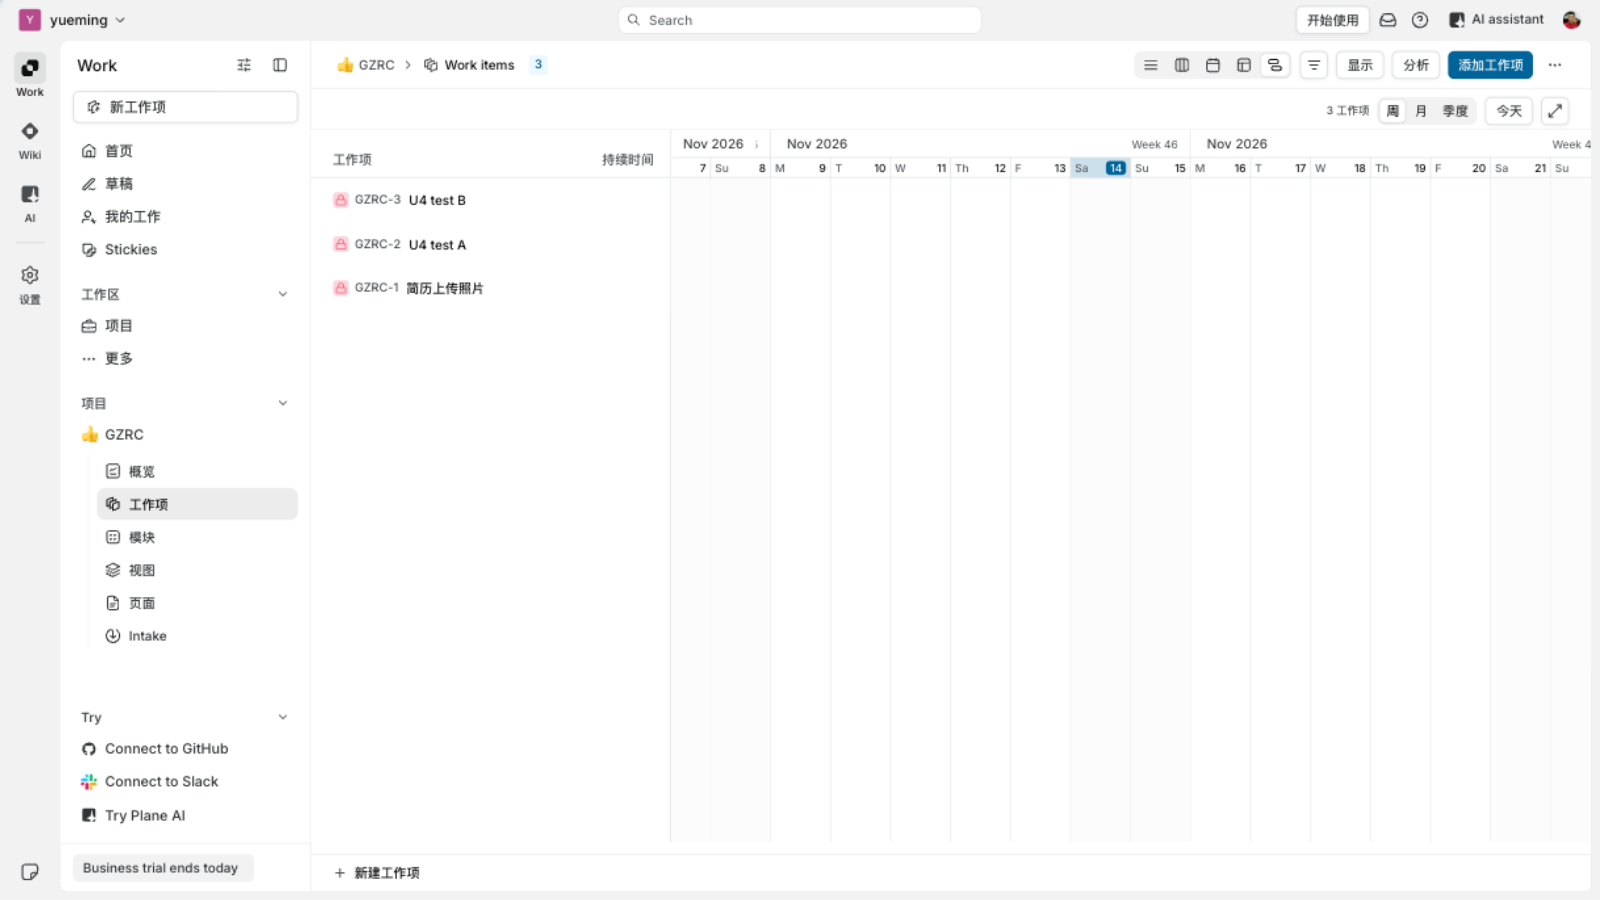 Y yueming
Search
开始使用
AI assistant
Work
Wiki
AI
设置
Work
新工作项
首页
草稿
我的工作
Stickies
工作区
项目
更多
项目
GZRC
概览
工作项
模块
视图
页面
Intake
Try
Connect to GitHub
Connect to Slack
Try Plane AI
Business trial ends today
GZRC
Work items 3
显示
分析
添加工作项
3 工作项
周 月 季度
今天
工作项 持续时间
Nov 2026 Nov 2026 Week 46 Nov 2026 Week 4
7 Su 8 M 9 T 10 W 11 Th 12 F 13 Sa 14 Su 15 M 16 T 17 W 18 Th 19 F 20 Sa 21 Su
GZRC-3 U4 test B
GZRC-2 U4 test A
GZRC-1 简历上传照片
新建工作项